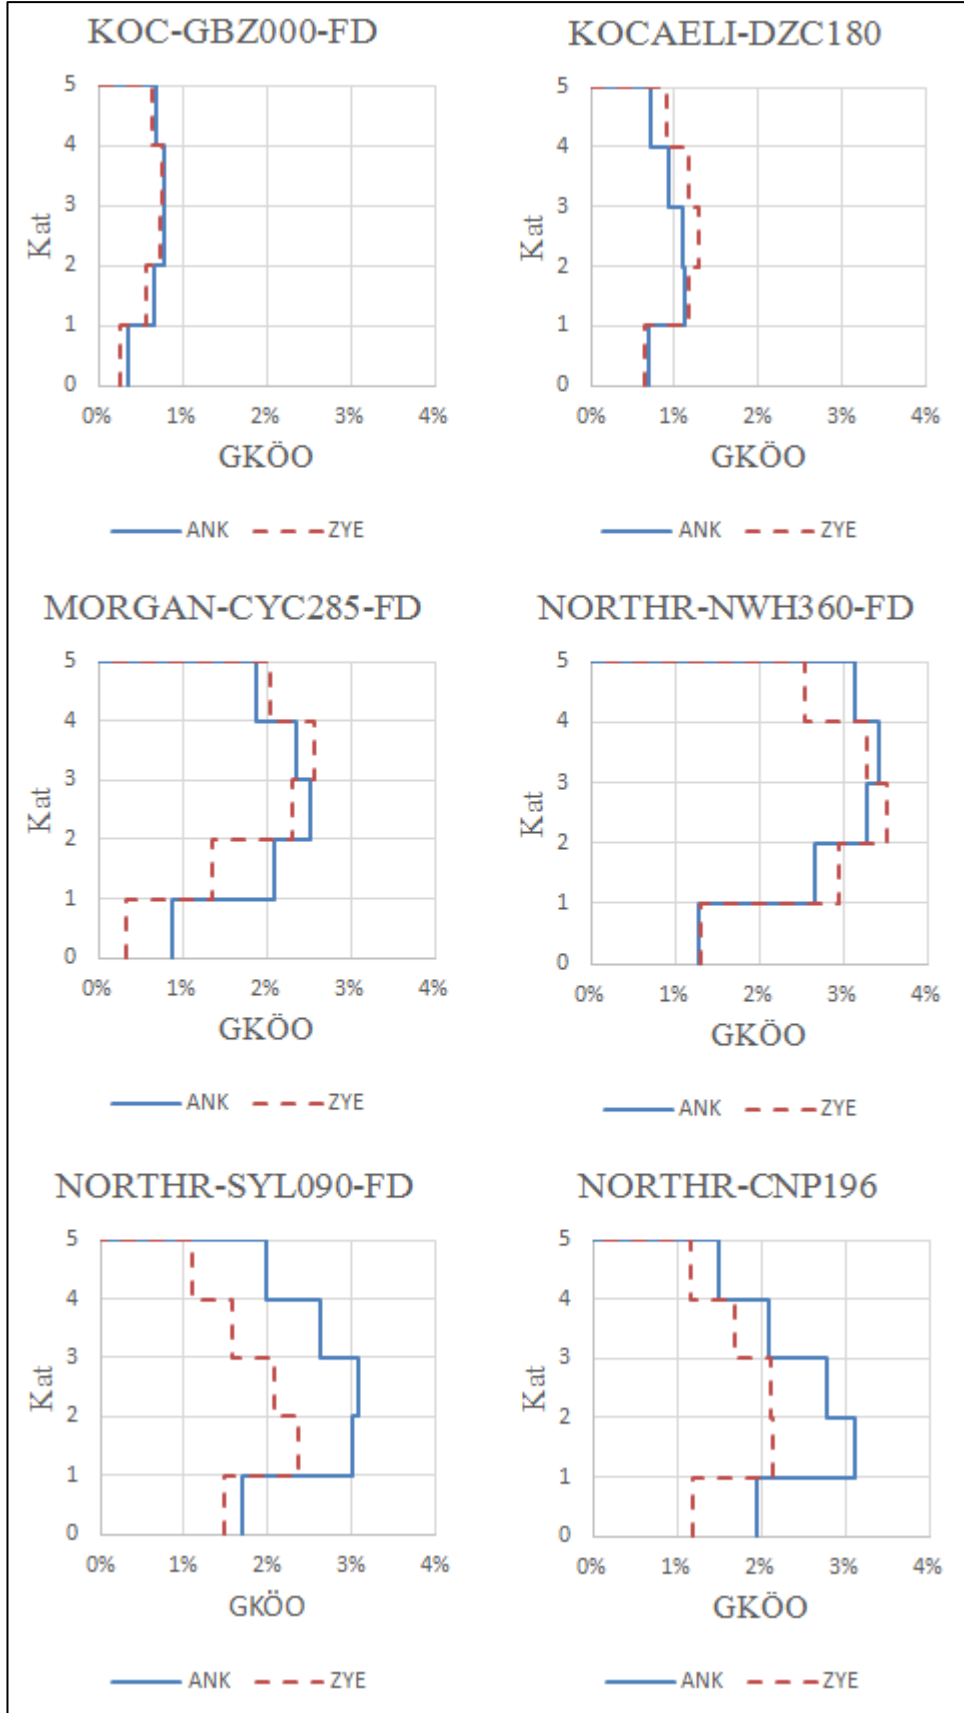 KOC-GBZ000-FD
5
4
3
2
1
0
Kat
0% 1% 2% 3% 4%
GKÖO
ANK ZYE
KOCAELI-DZC180
5
4
3
2
1
0
Kat
0% 1% 2% 3% 4%
GKÖO
ANK ZYE
MORGAN-CYC285-FD
5
4
3
2
1
0
Kat
0% 1% 2% 3% 4%
GKÖO
ANK ZYE
NORTHR-NWH360-FD
5
4
3
2
1
0
Kat
0% 1% 2% 3% 4%
GKÖO
ANK ZYE
NORTHR-SYL090-FD
5
4
3
2
1
0
Kat
0% 1% 2% 3% 4%
GKÖO
ANK ZYE
NORTHR-CNP196
5
4
3
2
1
0
Kat
0% 1% 2% 3% 4%
GKÖO
ANK ZYE